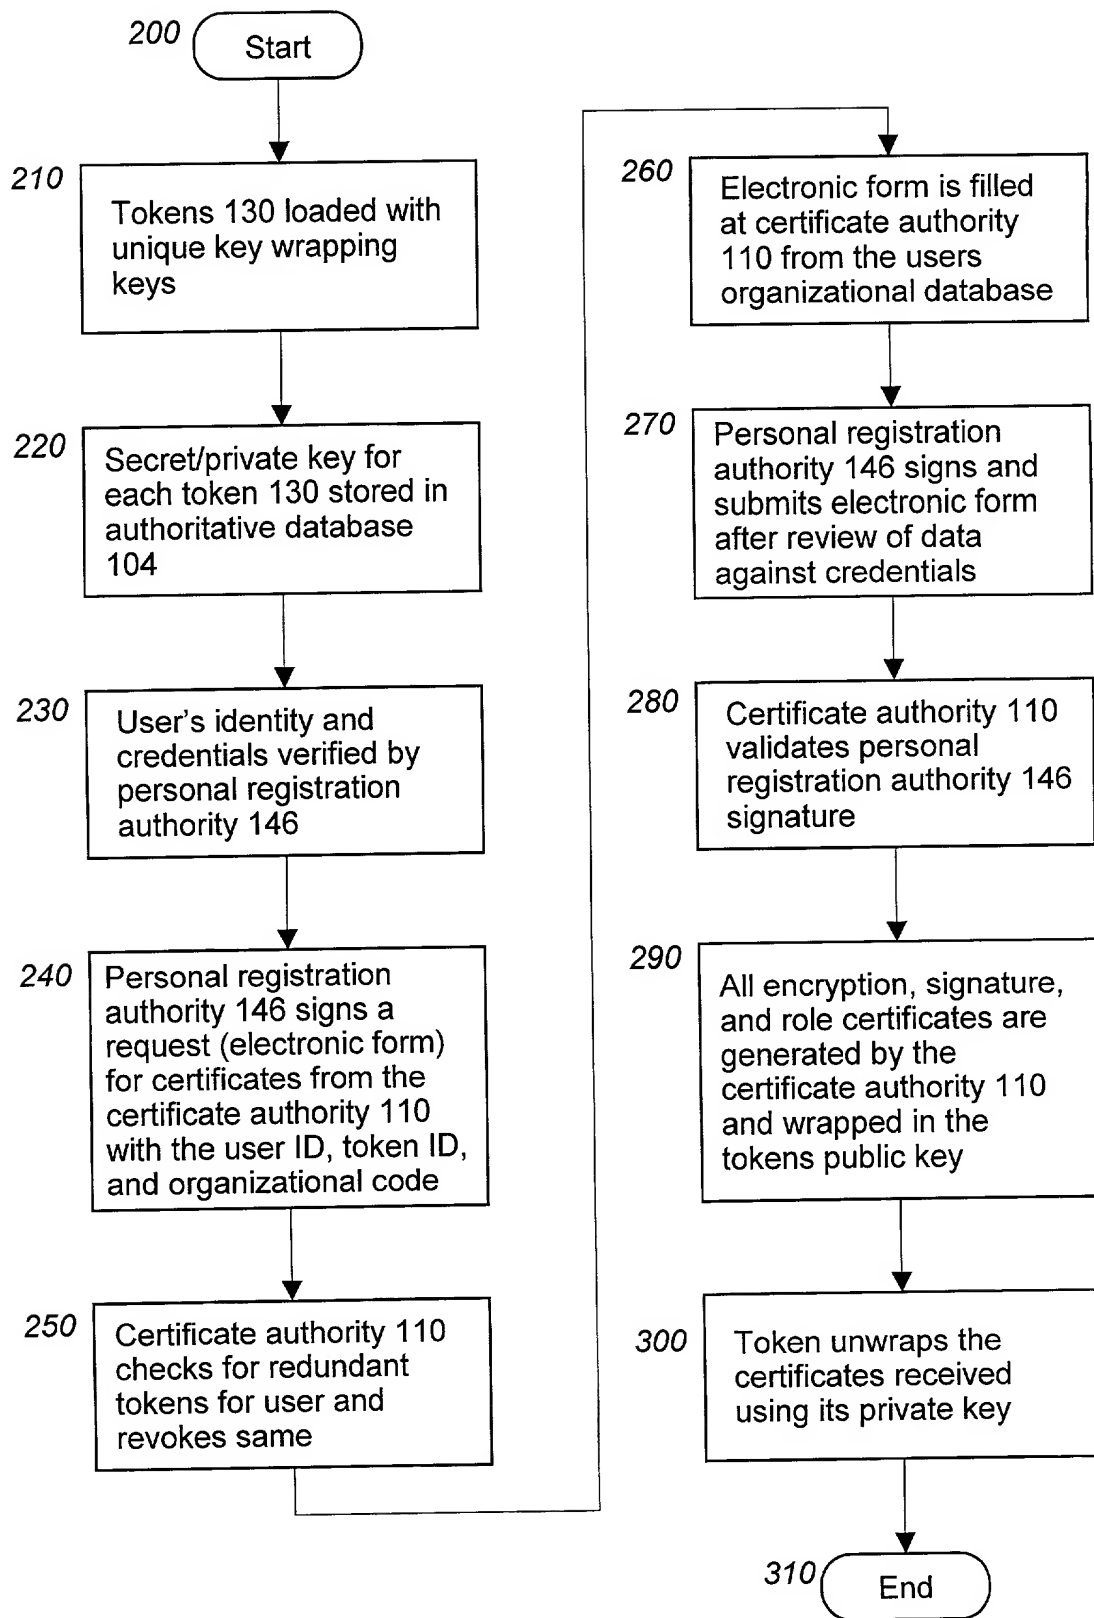 200
Start
210
Tokens 130 loaded with
unique key wrapping
keys
220
Secret/private key for
each token 130 stored in
authoritative database
104
230
User's identity and
credentials verified by
personal registration
authority 146
240
Personal registration
authority 146 signs a
request (electronic form)
for certificates from the
certificate authority 110
with the user ID, token ID,
and organizational code
250
Certificate authority 110
checks for redundant
tokens for user and
revokes same
260
Electronic form is filled
at certificate authority
110 from the users
organizational database
270
Personal registration
authority 146 signs and
submits electronic form
after review of data
against credentials
280
Certificate authority 110
validates personal
registration authority 146
signature
290
All encryption, signature,
and role certificates are
generated by the
certificate authority 110
and wrapped in the
tokens public key
300
Token unwraps the
certificates received
using its private key
310
End